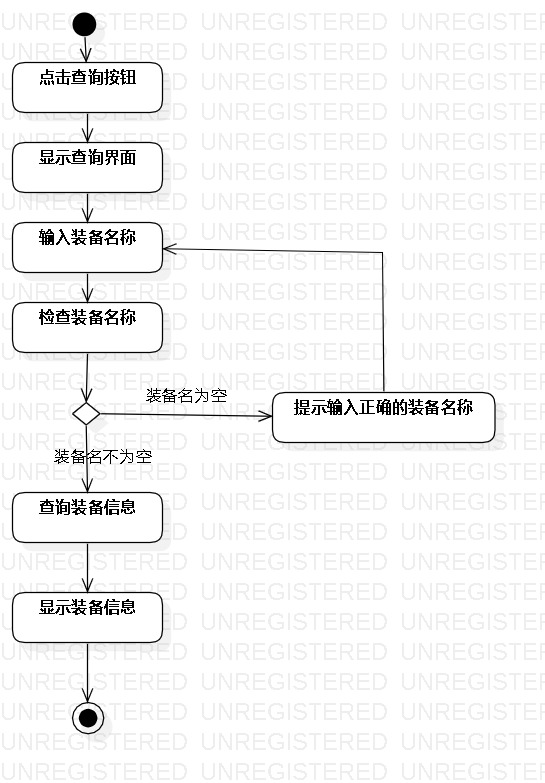 点击查询按钮
显示查询界面
输入装备名称
检查装备名称
装备名为空
提示输入正确的装备名称
装备名不为空
查询装备信息
显示装备信息
UNREGISTERED